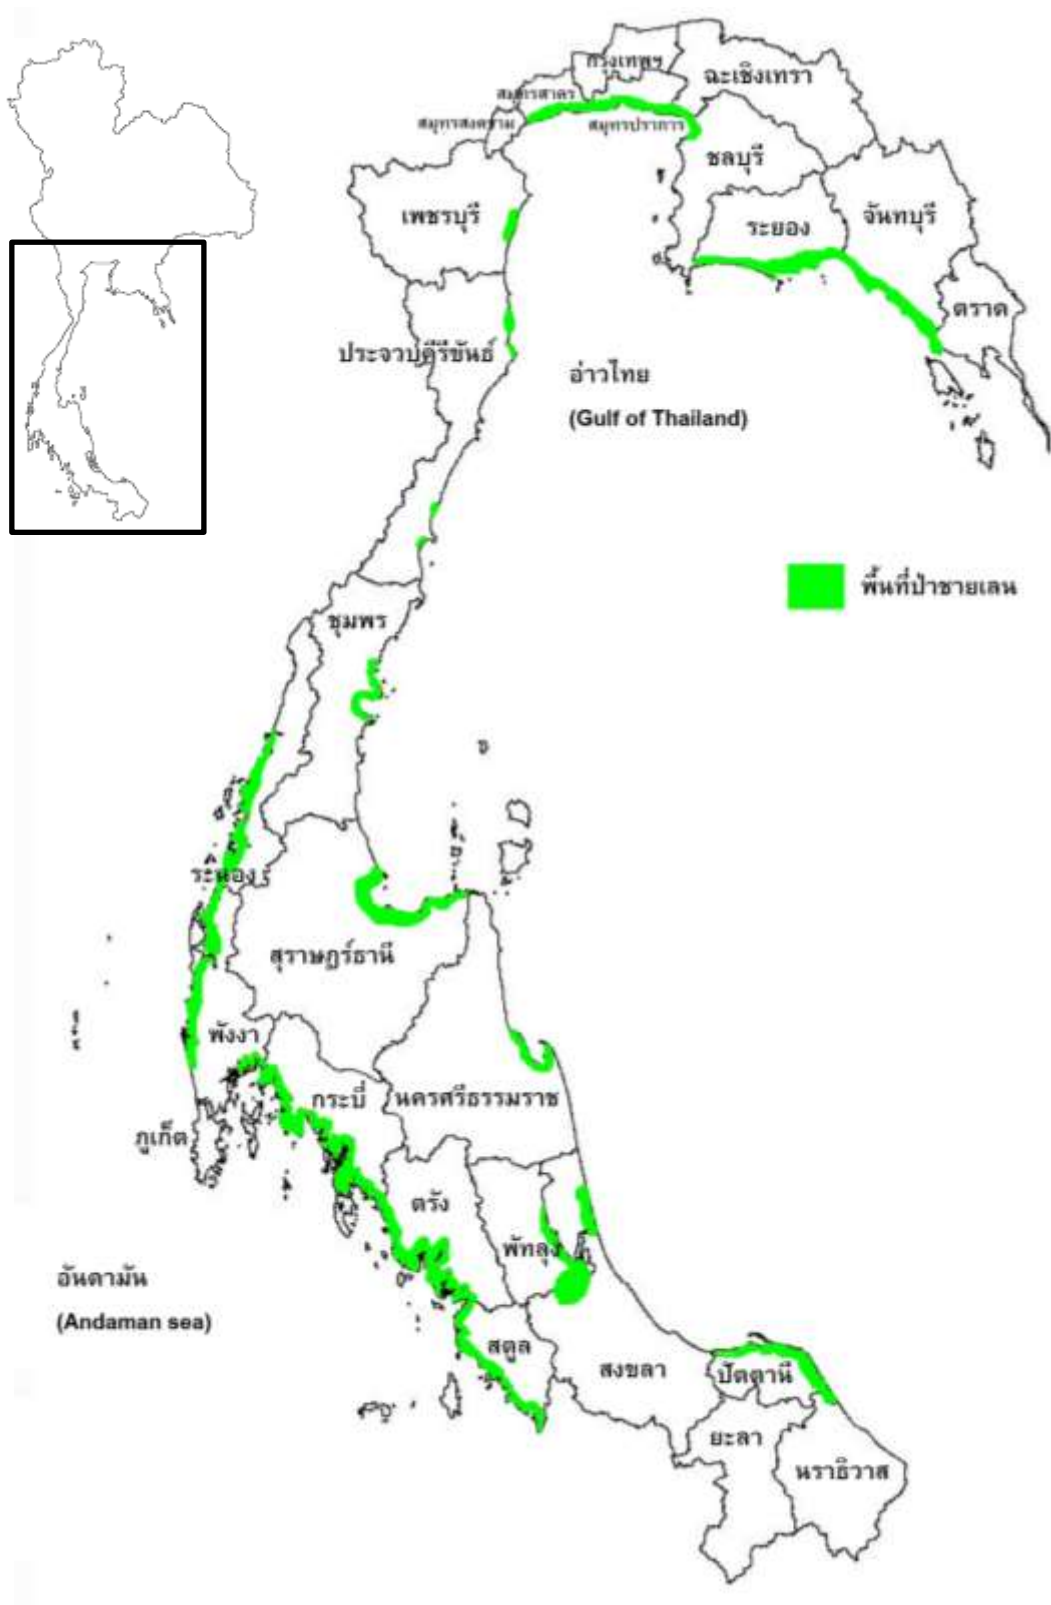 กรุงเทพฯ
ฉะเชิงเทรา
สมุทรสาคร
สมุทรสงคราม
สมุทรปราการ
ชลบุรี
เพชรบุรี
ระยอง
จันทบุรี
ตราด
ประจวบคีรีขันธ์
อ่าวไทย
(Gulf of Thailand)
พื้นที่ป่าชายเลน
ชุมพร
ระนอง
สุราษฎร์ธานี
พังงา
กระบี่
นครศรีธรรมราช
ภูเก็ต
ตรัง
พัทลุง
อันดามัน
(Andaman sea)
สตูล
สงขลา
ปัตตานี
ยะลา
นราธิวาส